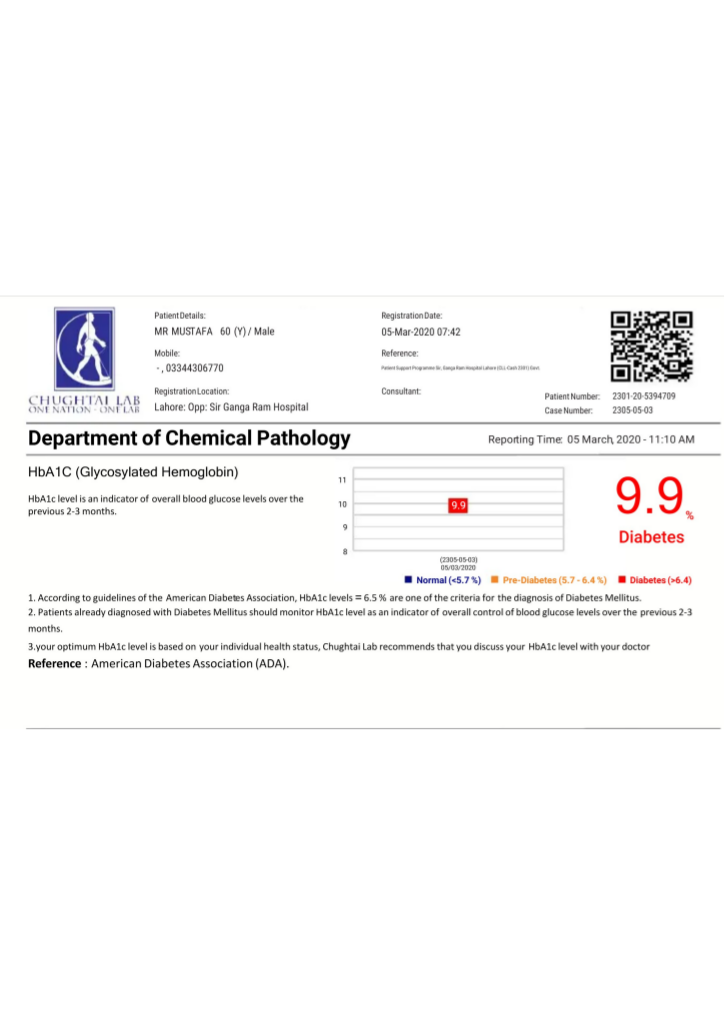 Patient Details:
MR MUSTAFA 60 (Y) / Male
Mobile:
-, 03344306770
Registration Location:
Lahore: Opp: Sir Ganga Ram Hospital
Registration Date:
05-Mar-2020 07:42
Reference:
Patient Support Programme Sir, Ganga Ram Hospital Lahore
Consultant:
Patient Number: 2301-20-5394709
Case Number: 2305-05-03
CHUGHTAI LAB
ONE NATION · ONE LAB
Department of Chemical Pathology
Reporting Time: 05 March, 2020 - 11:10 AM
HbA1C (Glycosylated Hemoglobin)
HbA1c level is an indicator of overall blood glucose levels over the
previous 2-3 months.
11
10
9
8
9.9
(2305-05-03)
05/03/2020
9.9 %
Diabetes
Normal (<5.7 %) Pre-Diabetes (5.7 - 6.4 %) Diabetes (>6.4)
1. According to guidelines of the American Diabetes Association, HbA1c levels = 6.5 % are one of the criteria for the diagnosis of Diabetes Mellitus.
2. Patients already diagnosed with Diabetes Mellitus should monitor HbA1c level as an indicator of overall control of blood glucose levels over the previous 2-3
months.
3.your optimum HbA1c level is based on your individual health status, Chughtai Lab recommends that you discuss your HbA1c level with your doctor
Reference : American Diabetes Association (ADA).